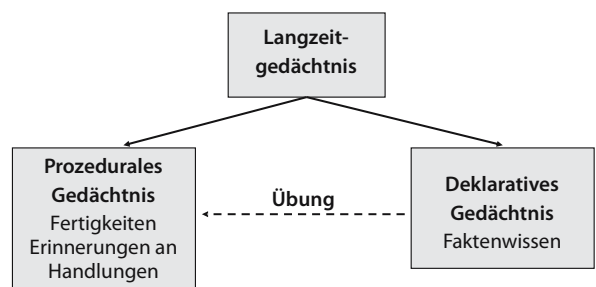 Langzeit-
gedächtnis
Prozedurales
Gedächtnis
Fertigkeiten
Erinnerungen an
Handlungen
Übung
Deklaratives
Gedächtnis
Faktenwissen